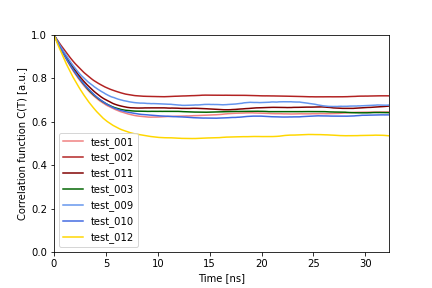 Correlation function C(T) [a.u.]
1.0
0.8
0.6
0.4
0.2
0.0
test_001
test_002
test_011
test_003
test_009
test_010
test_012
0 5 10 15 20 25 30
Time [ns]